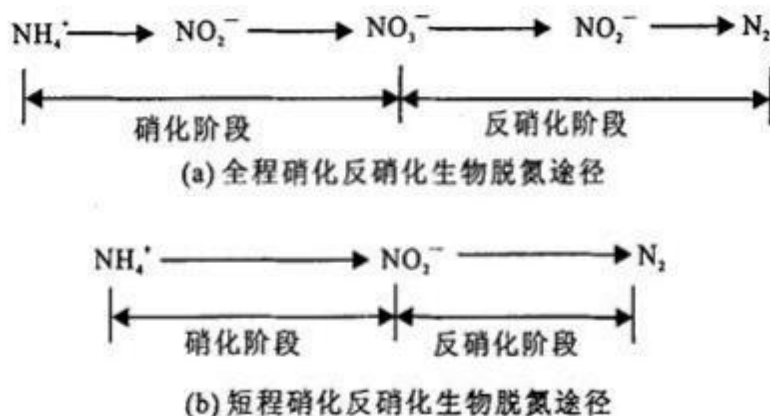 NH₄⁺ → NO₂⁻ → NO₃⁻ → NO₂⁻ → N₂
硝化阶段 反硝化阶段
(a) 全程硝化反硝化生物脱氮途径
NH₄⁺ → NO₂⁻ → N₂
硝化阶段 反硝化阶段
(b) 短程硝化反硝化生物脱氮途径